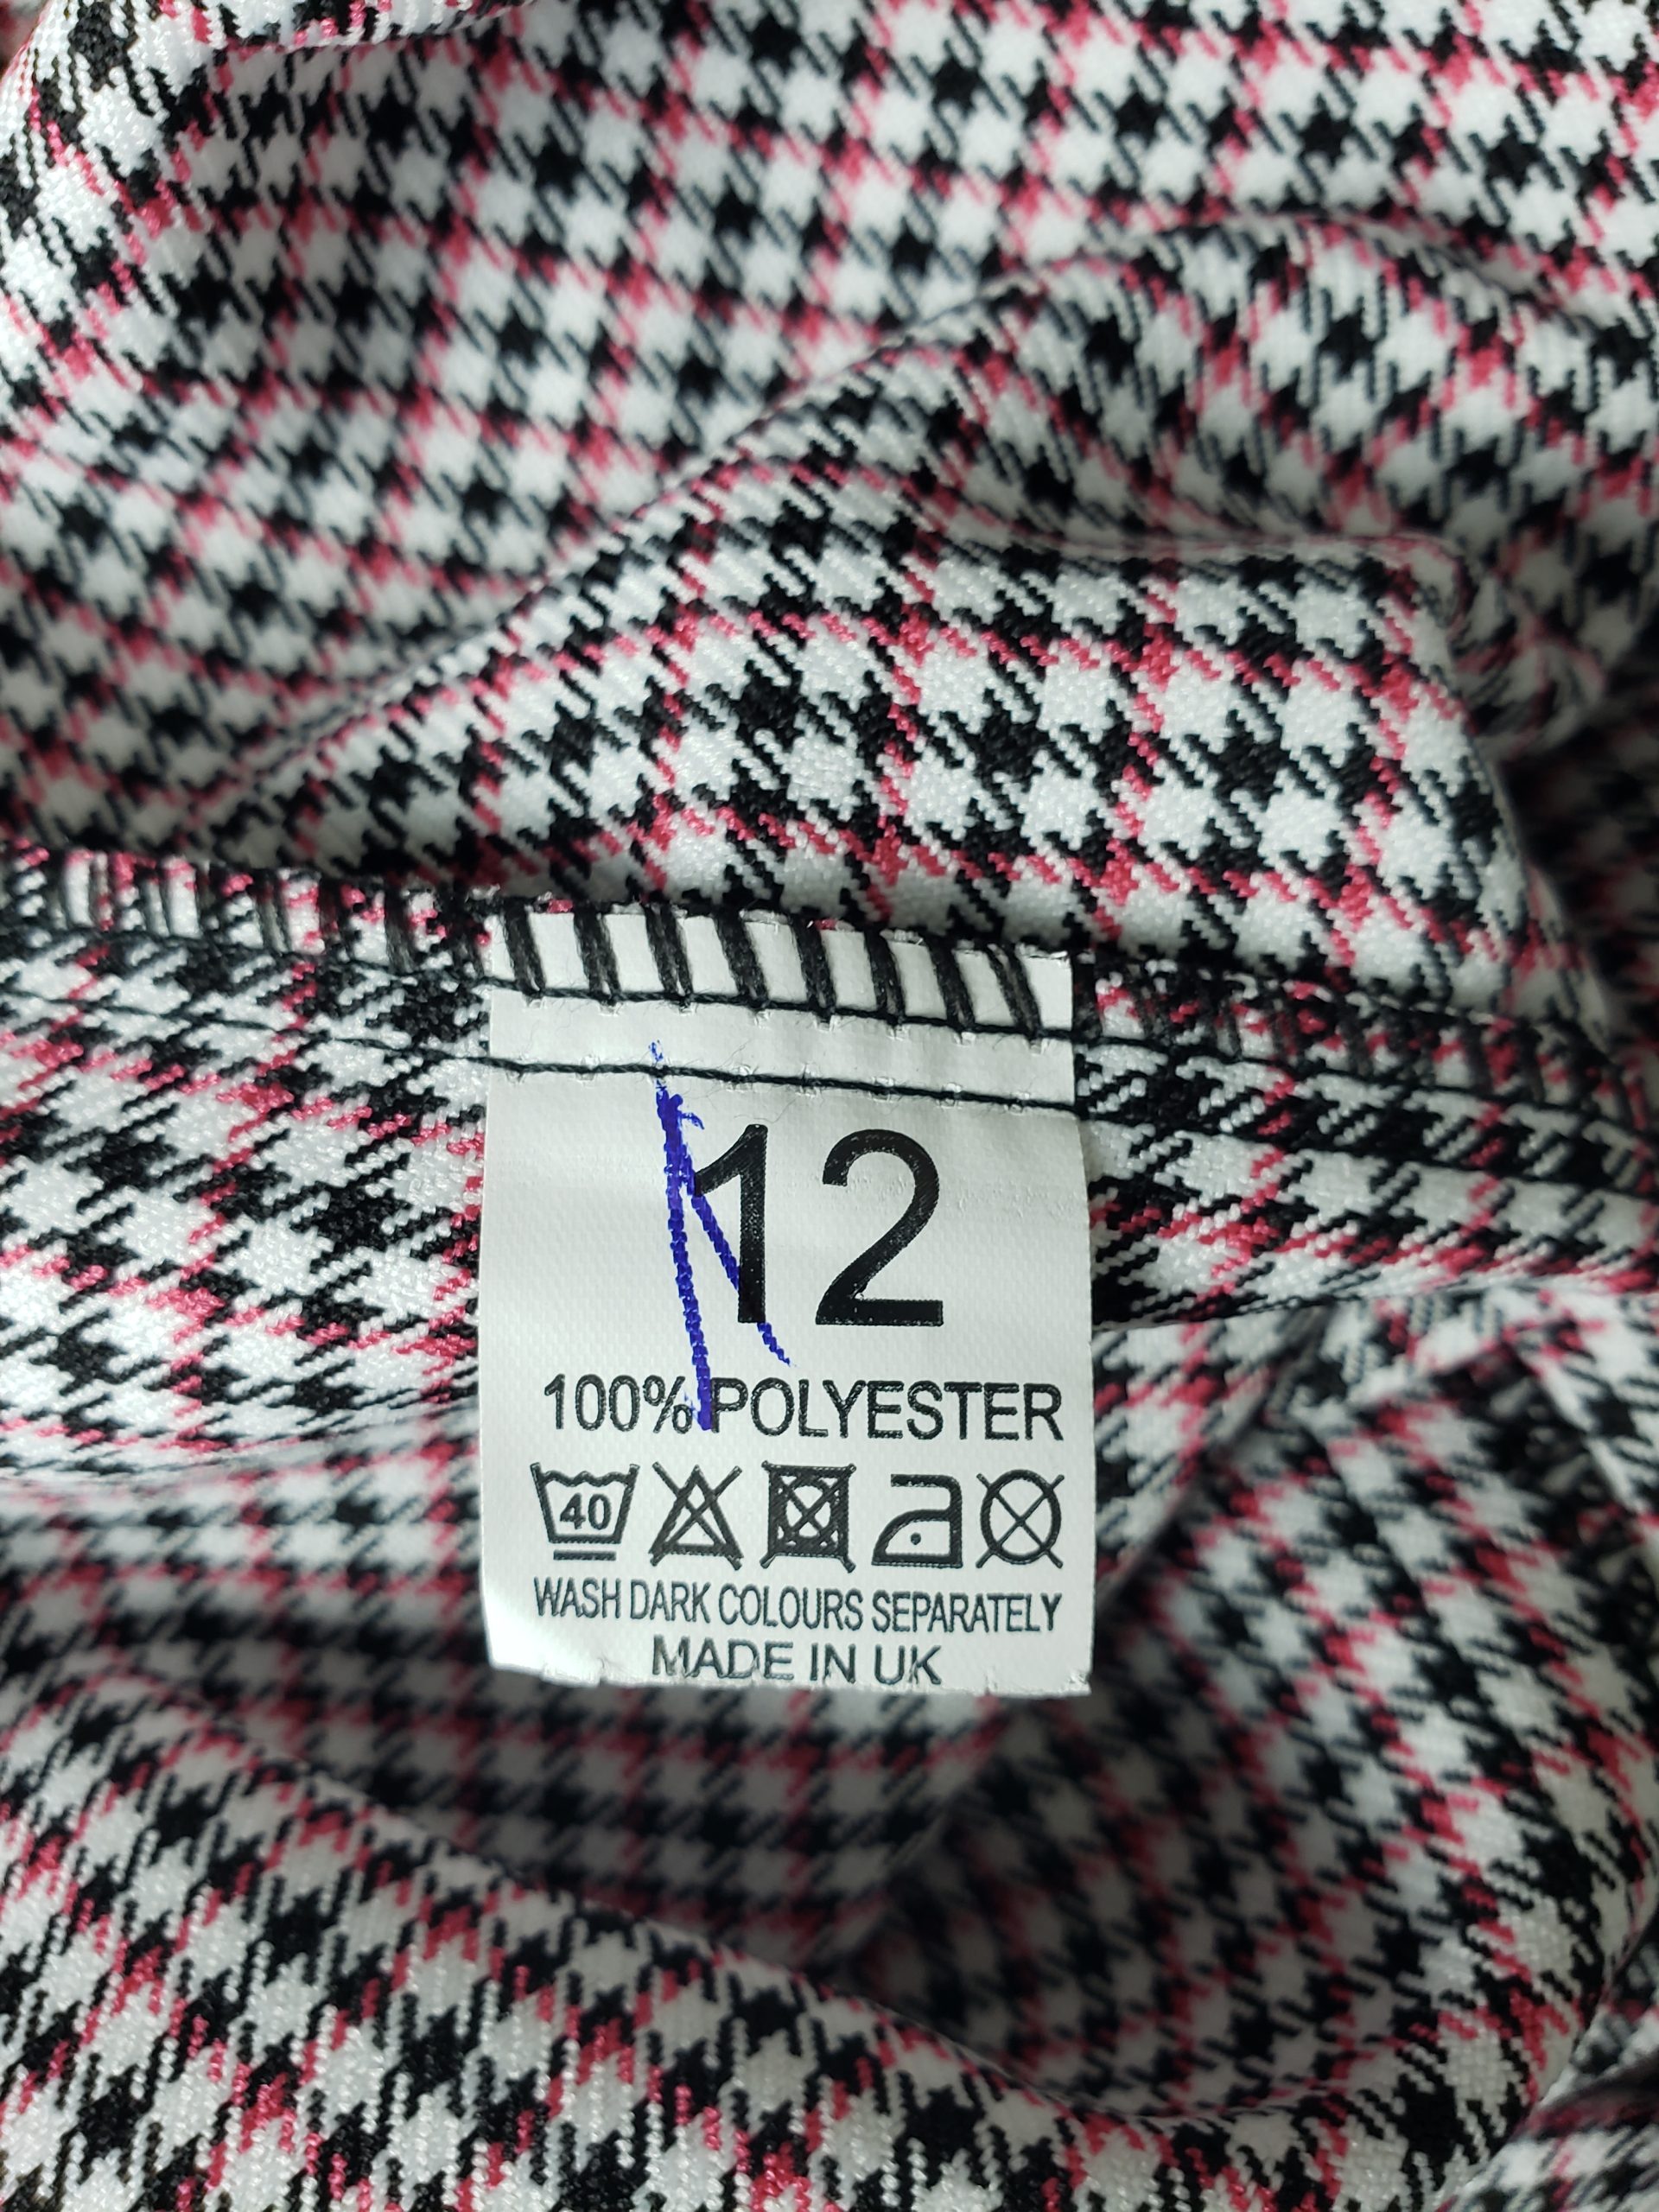 12
100% POLYESTER
40
WASH DARK COLOURS SEPARATELY
MADE IN UK